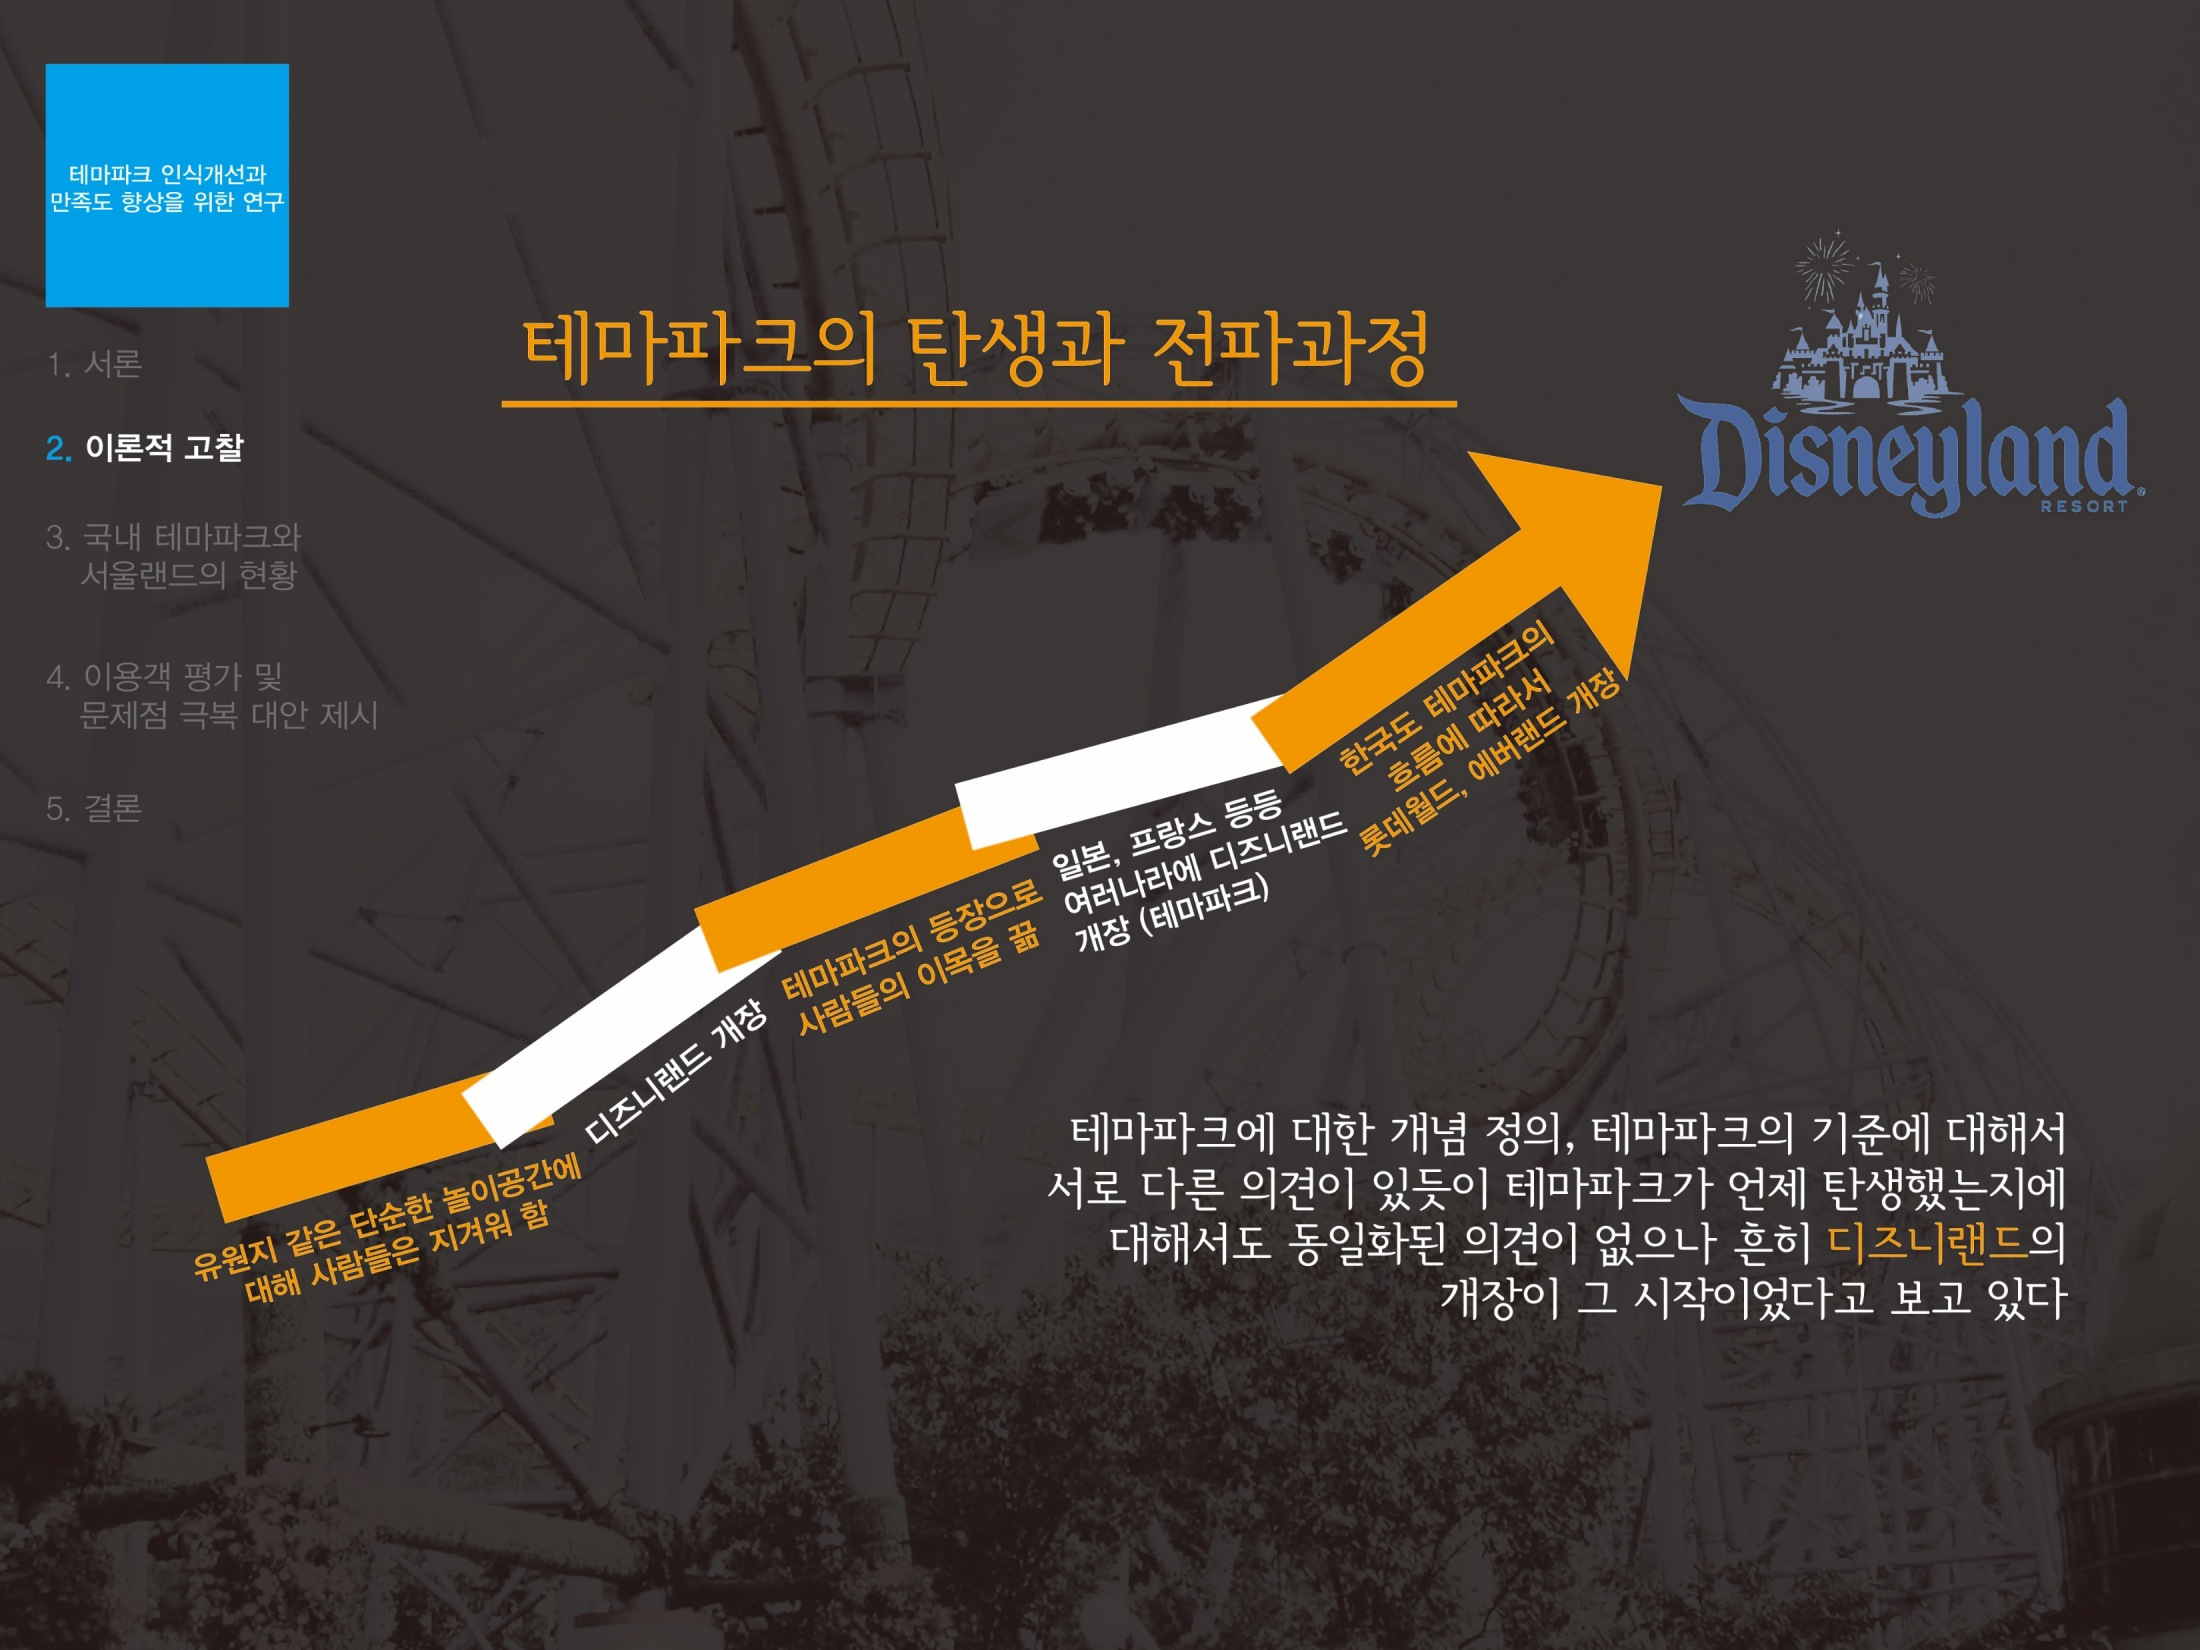 테마파크 인식개선과
만족도 향상을 위한 연구
1. 서론
2. 이론적 고찰
3. 국내 테마파크와
서울랜드의 현황
4. 이용객 평가 및
문제점 극복 대안 제시
5. 결론
테마파크의 탄생과 전파과정
Disneyland®
RESORT
유원지 같은 단순한 놀이공간에
대해 사람들은 지겨워 함
디즈니랜드 개장
테마파크의 등장으로
사람들의 이목을 끎
일본, 프랑스 등등
여러나라에 디즈니랜드
개장 (테마파크)
한국도 테마파크의
흐름에 따라서
롯데월드, 에버랜드 개장
테마파크에 대한 개념 정의, 테마파크의 기준에 대해서
서로 다른 의견이 있듯이 테마파크가 언제 탄생했는지에
대해서도 동일화된 의견이 없으나 흔히 디즈니랜드의
개장이 그 시작이었다고 보고 있다